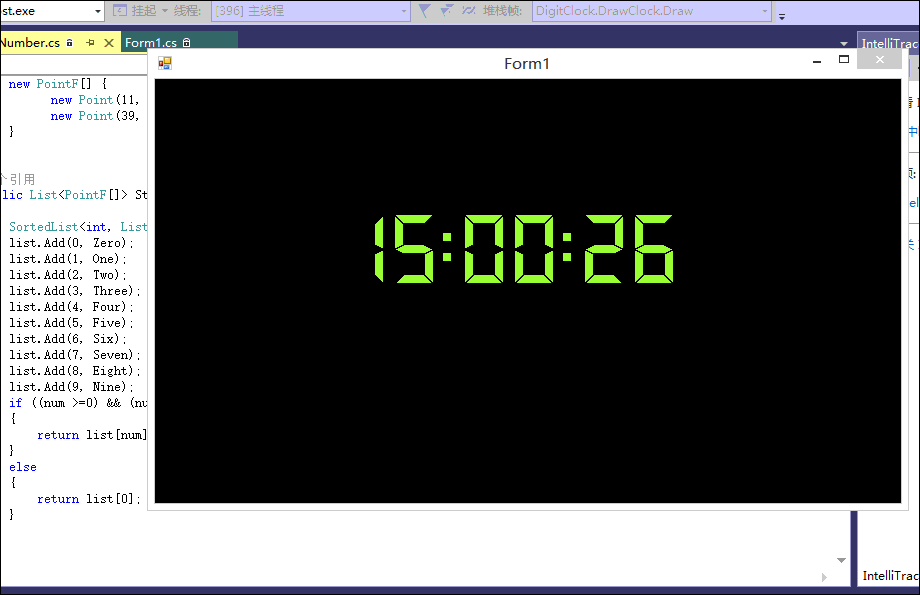 st.exe 挂起 线程: [396] 主线程 堆栈帧: DigitClock.DrawClock.Draw
Number.cs Form1.cs IntelliTrac
Form1
new PointF[] {
new Point(11,
new Point(39,
}
个引用
lic List<PointF[]> St
SortedList<int, List
list.Add(0, Zero);
list.Add(1, One);
list.Add(2, Two);
list.Add(3, Three);
list.Add(4, Four);
list.Add(5, Five);
list.Add(6, Six);
list.Add(7, Seven);
list.Add(8, Eight);
list.Add(9, Nine);
if ((num >=0) && (nu
{
return list[num]
}
else
{
return list[0];
}
15:00:26
IntelliTrac